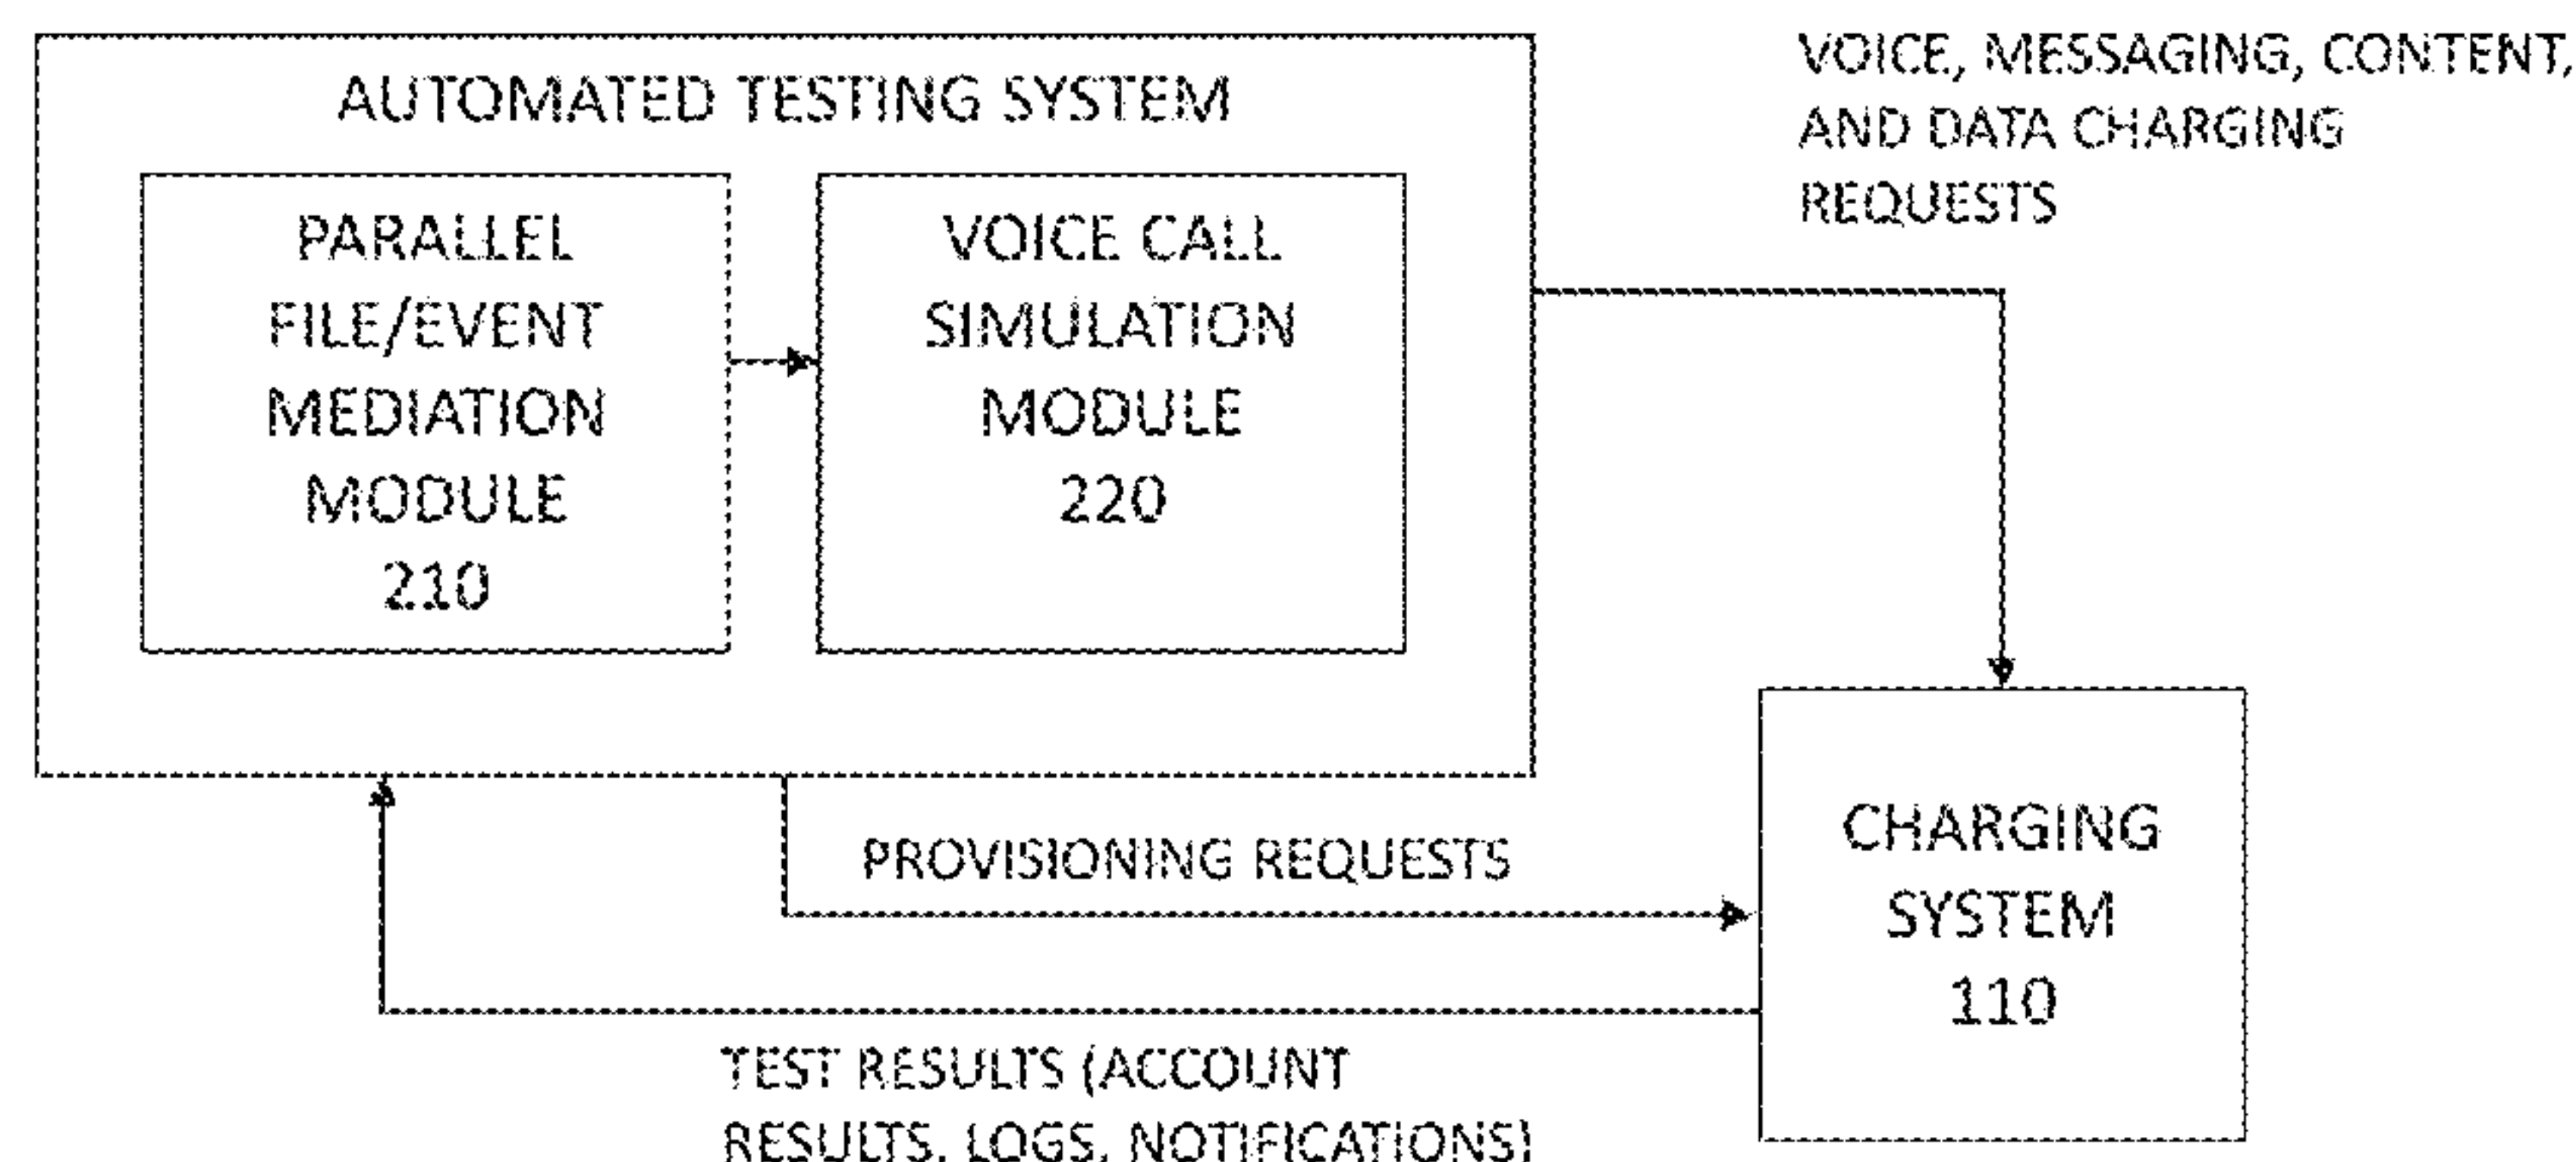 AUTOMATED TESTING SYSTEM
PARALLEL
FILE/EVENT
MEDIATION
MODULE
210
VOICE CALL
SIMULATION
MODULE
220
VOICE, MESSAGING, CONTENT,
AND DATA CHARGING
REQUESTS
PROVISIONING REQUESTS
CHARGING
SYSTEM
110
TEST RESULTS (ACCOUNT
RESULTS, LOGS, NOTIFICATIONS)